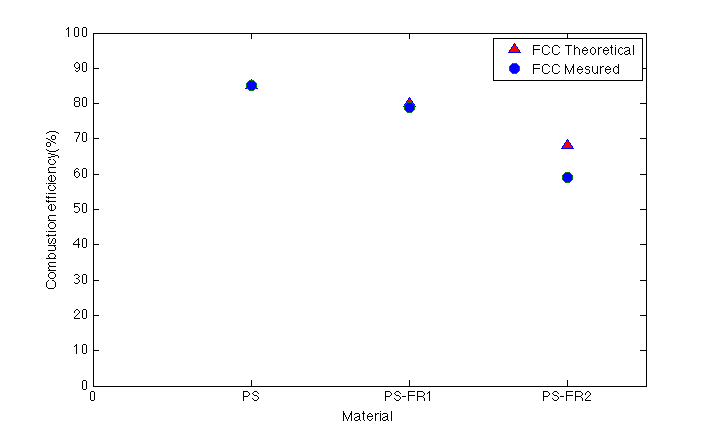 100
90
80
70
60
50
40
30
20
10
0
Combustion efficiency(%)
FCC Theoretical
FCC Mesured
0 PS PS-FR1 PS-FR2
Material